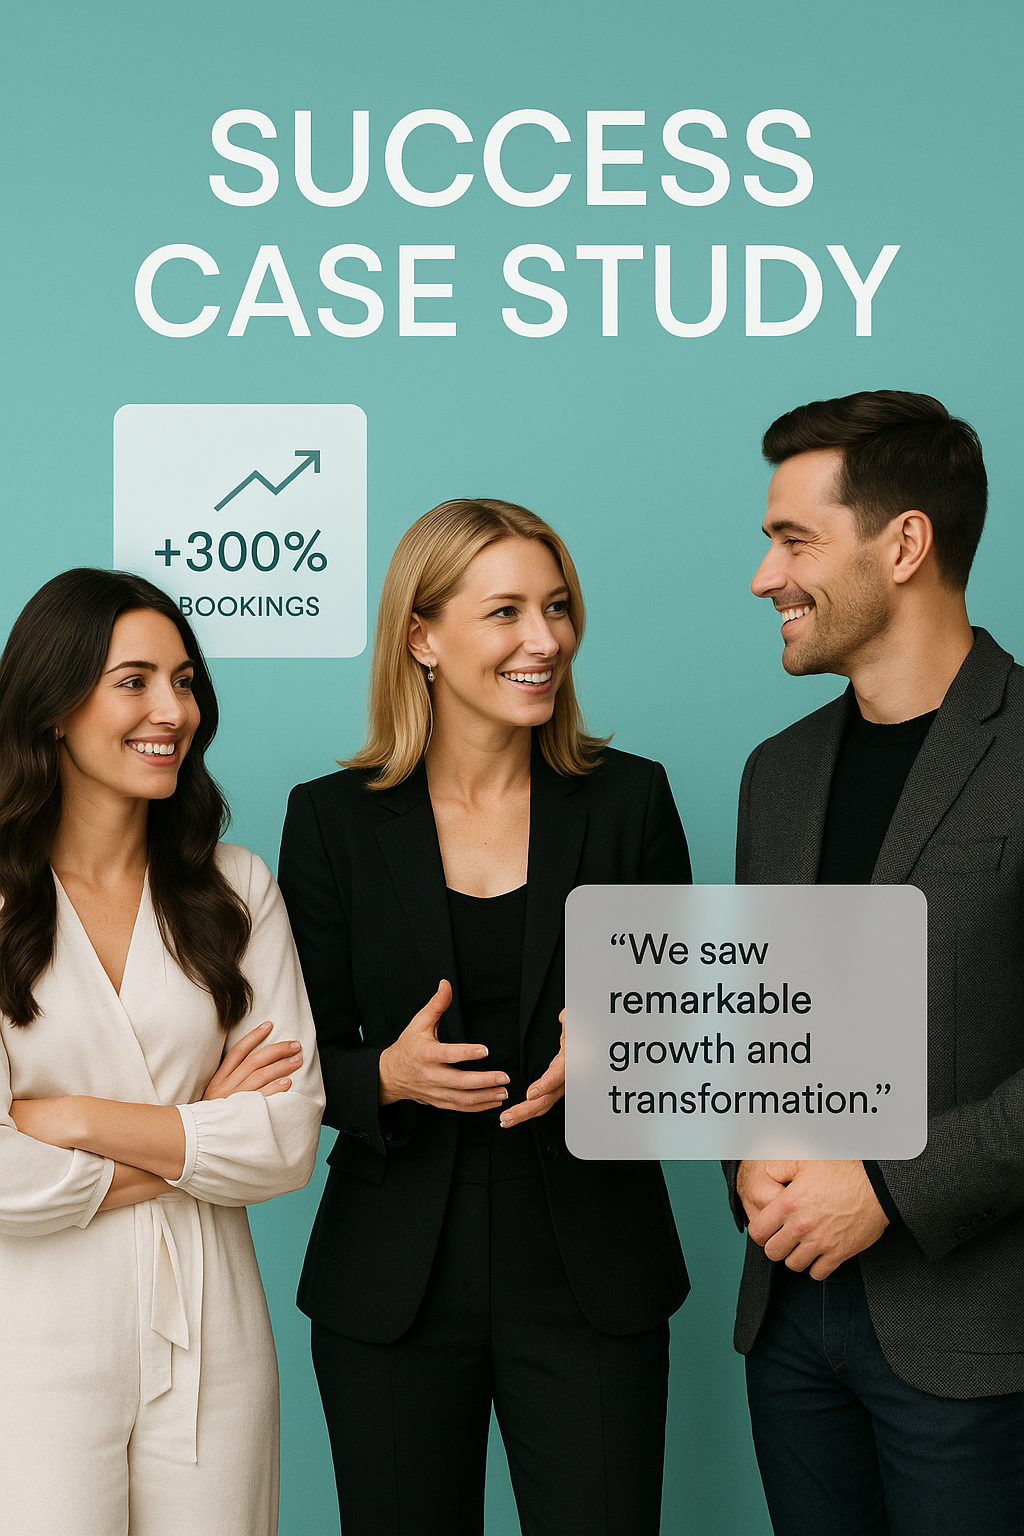 SUCCESS
CASE STUDY
+300%
BOOKINGS
“We saw
remarkable
growth and
transformation.”